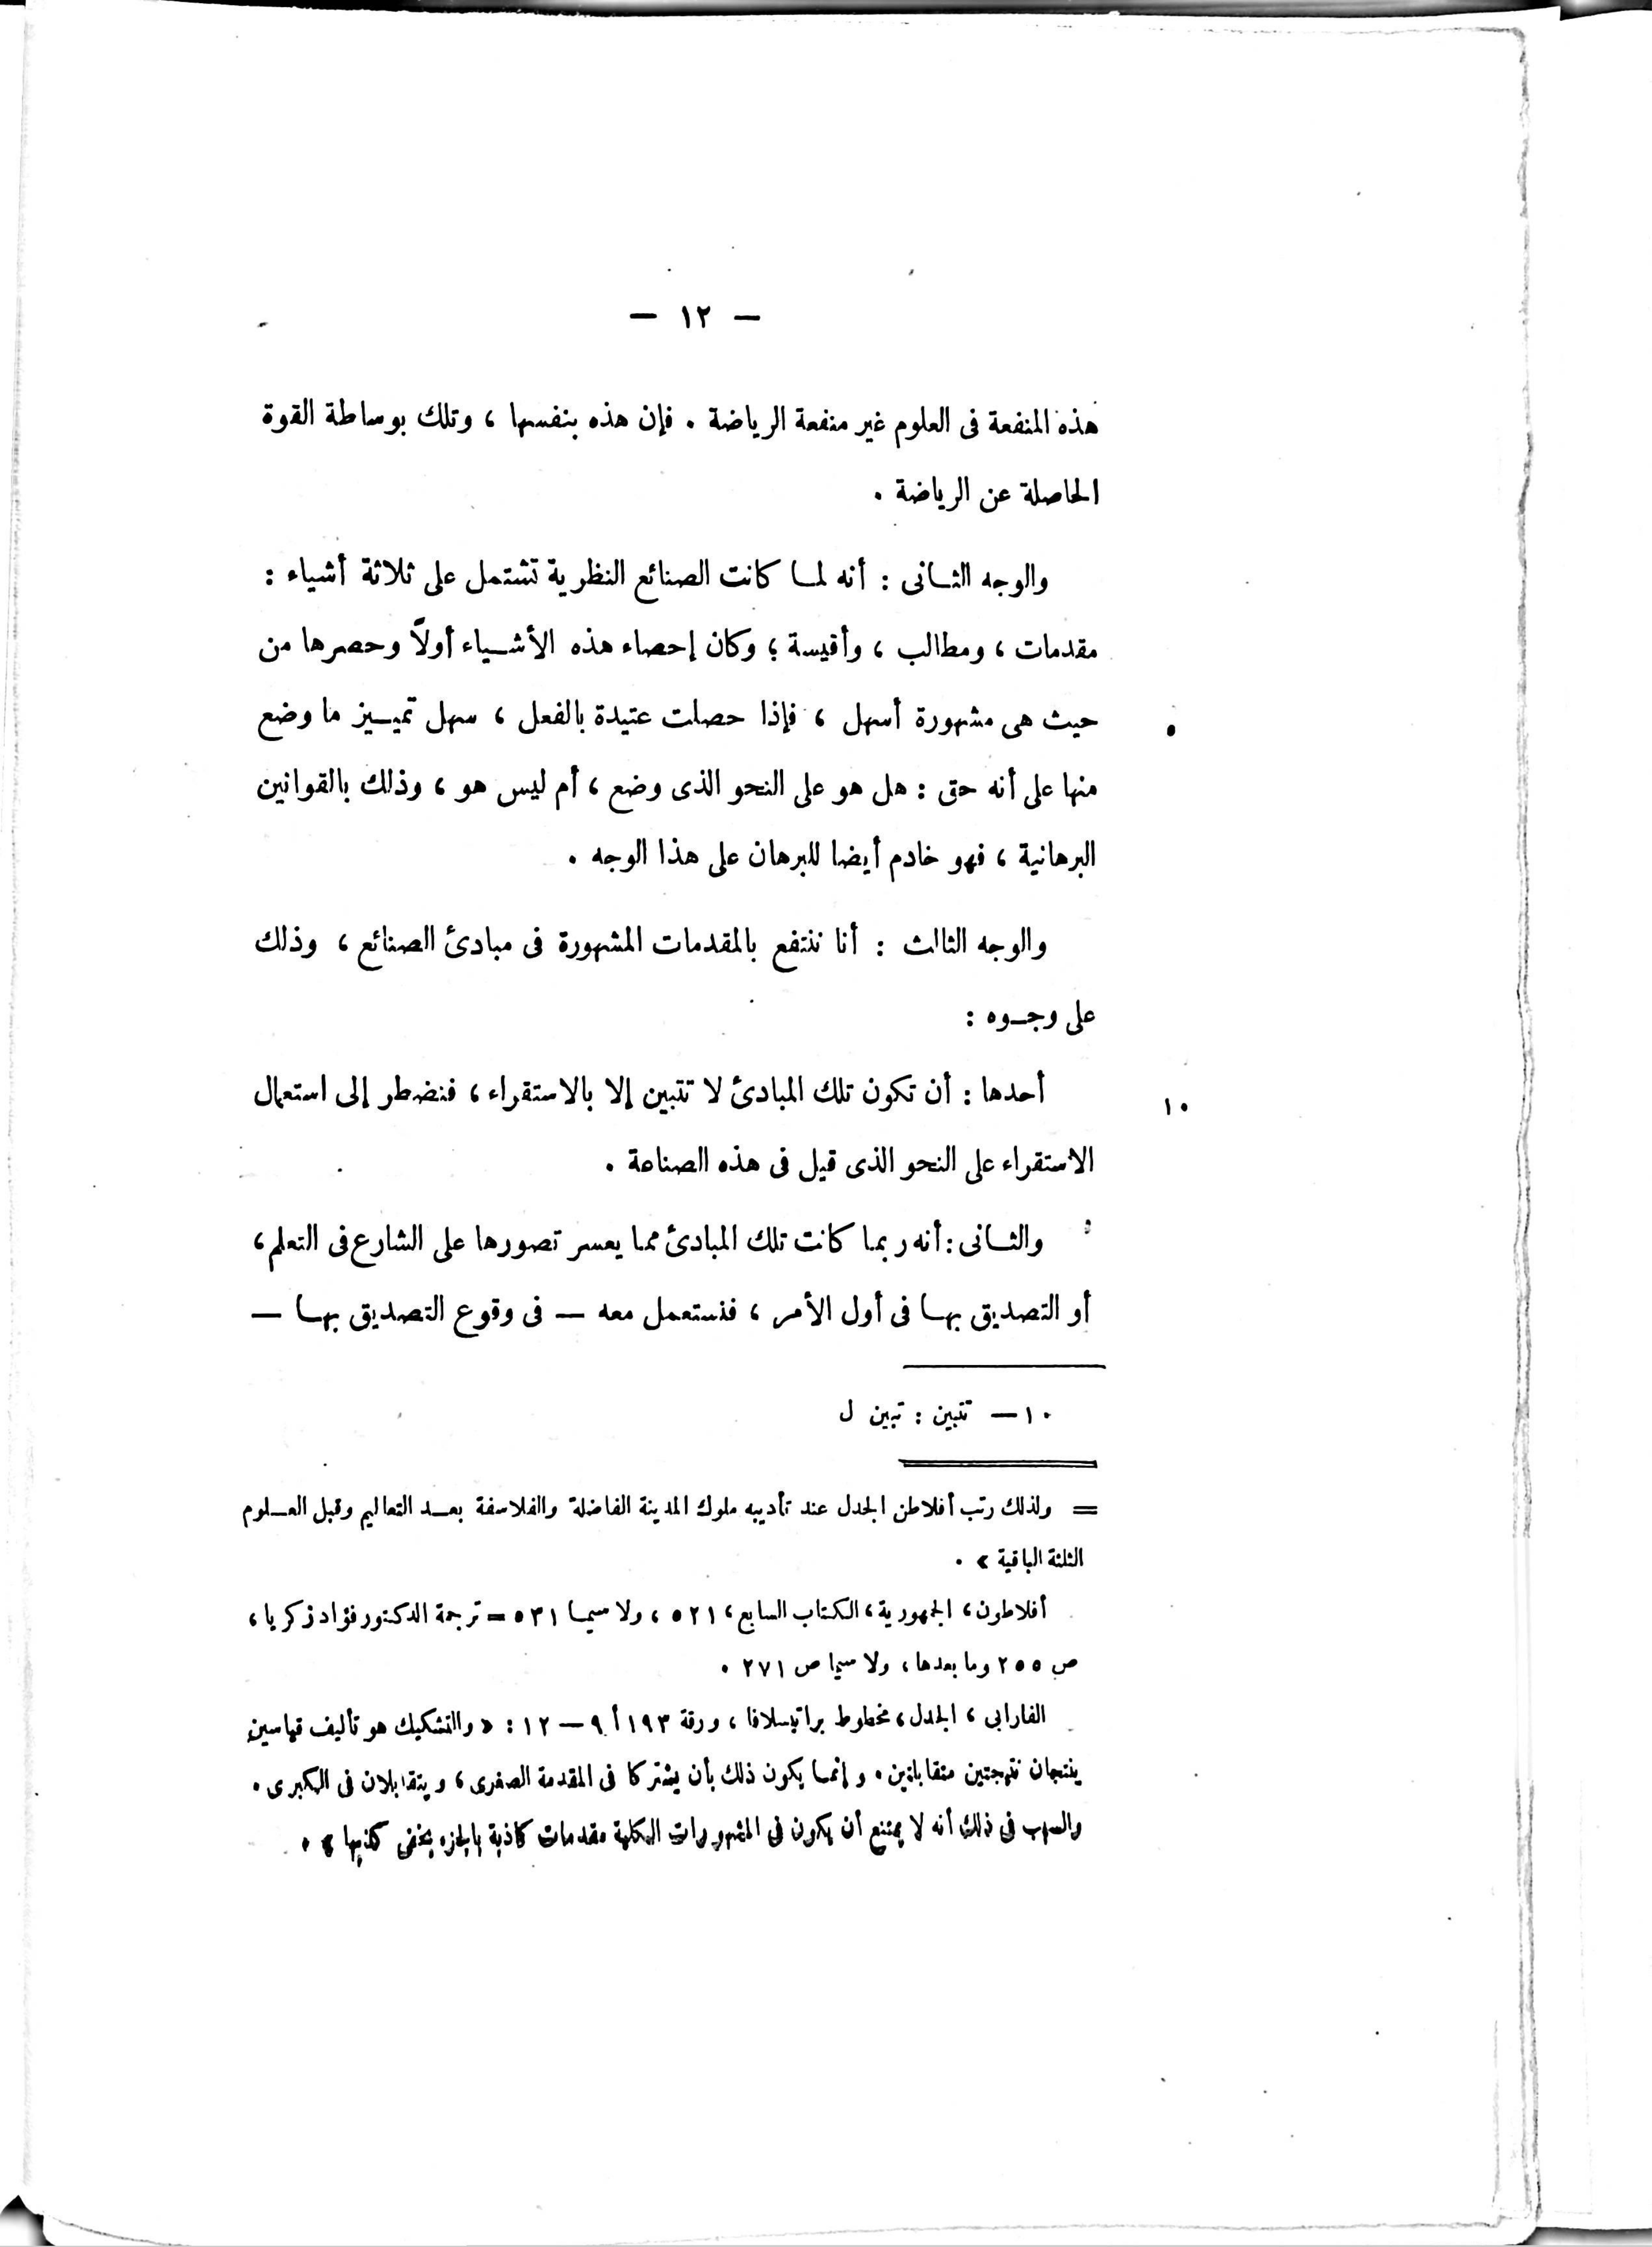 — ١٢ —
هذه المنفعة فى العلوم غير منفعة الرياضة . فإن هذه بنفسها ، وتلك بوساطة القوة
الحاصلة عن الرياضة .
والوجه الثانى : أنه لما كانت الصنائع النظرية تشتمل على ثلاثة أشياء :
مقدمات ، ومطالب ، وأقيسة ؛ وكان إحصاء هذه الأشياء أولاً وحصرها من
حيث هى مشهورة أسهل ، فإذا حصلت عتيدة بالفعل ، سهل تمييز ما وضع
٥
منها على أنه حق : هل هو على النحو الذى وضع ، أم ليس هو ، وذلك بالقوانين
البرهانية ، فهو خادم أيضا للبرهان على هذا الوجه .
والوجه الثالث : أنا ننتفع بالمقدمات المشهورة فى مبادئ الصنائع ، وذلك
على وجوه :
أحدها : أن تكون تلك المبادئ لا تتبين إلا بالاستقراء ، فنضطر إلى استعمال
١٠
الاستقراء على النحو الذى قيل فى هذه الصناعة .
والثانى : أنه ربما كانت تلك المبادئ مما يعسر تصورها على الشارع فى التعلم ،
أو التصديق بها فى أول الأمر ، فنستعمل معه — فى وقوع التصديق بها —
١٠ — تتبين : تبين ل
= ولذلك رتب أفلاطن الجدل عند تأديبه ملوك المدينة الفاضلة والفلاسفة بعد التعاليم وقبل العلوم
الثلثة الباقية » .
أفلاطون ، الجمهورية ، الكتاب السابع ، ٥٢١ ، ولا سيما ٥٣١ = ترجمة الدكتور فؤاد زكريا ،
ص ٢٥٥ وما بعدها ، ولا سيما ص ٢٧١ .
الفارابى ، الجدل ، مخطوط براتيسلافا ، ورقة ١٩٣ أ ٩ — ١٢ : « والتشكيك هو تأليف قياسين
ينتجان نتيجتين متقابلتين . وإنما يكون ذلك بأن يشتركا فى المقدمة الصغرى ، ويتقابلان فى الكبرى .
والسبب فى ذلك أنه لا يمتنع أن يكون فى المشهورات الكلية مقدمات كاذبة بالجزء يخفى كذبها » .